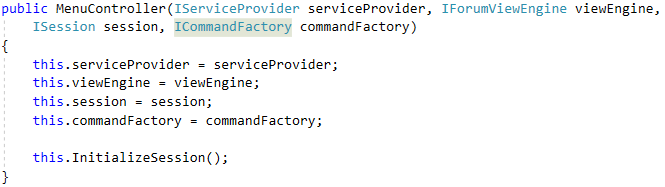 public MenuController(IServiceProvider serviceProvider, IForumViewEngine viewEngine,
    ISession session, ICommandFactory commandFactory)
{
    this.serviceProvider = serviceProvider;
    this.viewEngine = viewEngine;
    this.session = session;
    this.commandFactory = commandFactory;

    this.InitializeSession();
}